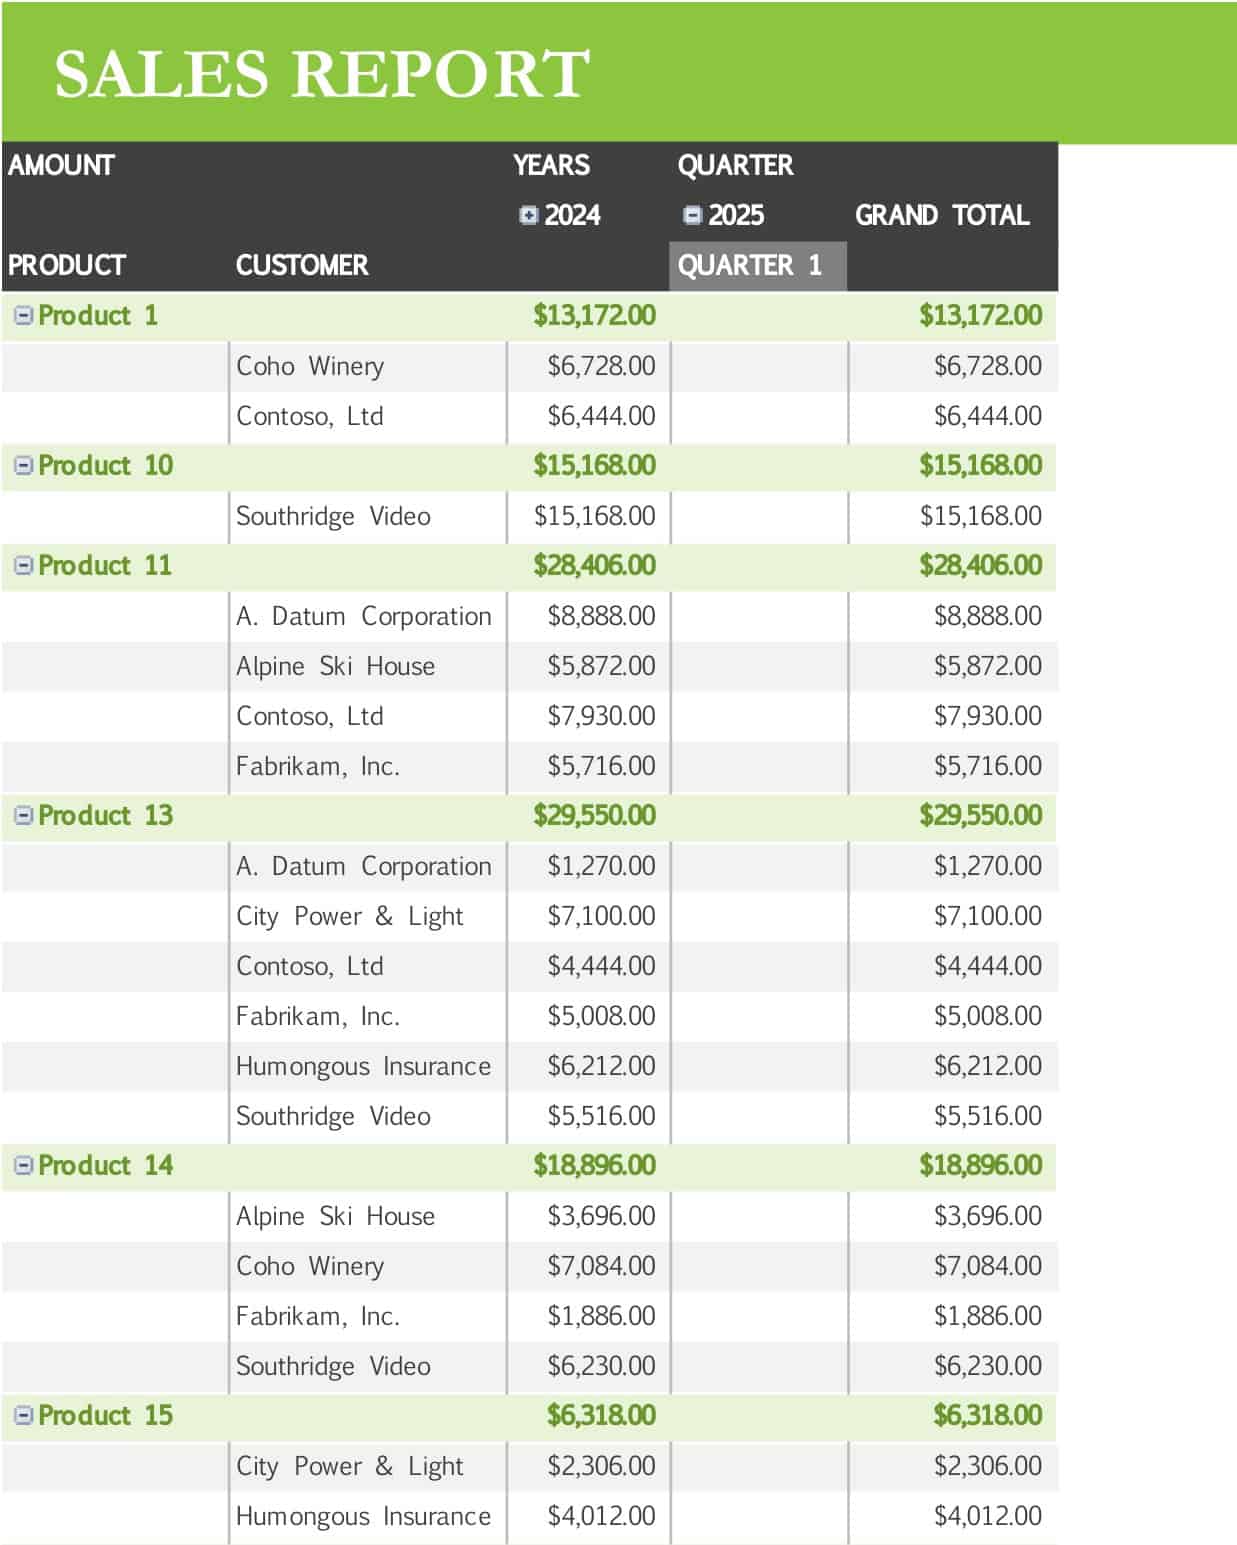 SALES REPORT
AMOUNT YEARS QUARTER
2024 2025 GRAND TOTAL
PRODUCT CUSTOMER QUARTER 1
Product 1 $13,172.00 $13,172.00
Coho Winery $6,728.00 $6,728.00
Contoso, Ltd $6,444.00 $6,444.00
Product 10 $15,168.00 $15,168.00
Southridge Video $15,168.00 $15,168.00
Product 11 $28,406.00 $28,406.00
A. Datum Corporation $8,888.00 $8,888.00
Alpine Ski House $5,872.00 $5,872.00
Contoso, Ltd $7,930.00 $7,930.00
Fabrikam, Inc. $5,716.00 $5,716.00
Product 13 $29,550.00 $29,550.00
A. Datum Corporation $1,270.00 $1,270.00
City Power & Light $7,100.00 $7,100.00
Contoso, Ltd $4,444.00 $4,444.00
Fabrikam, Inc. $5,008.00 $5,008.00
Humongous Insurance $6,212.00 $6,212.00
Southridge Video $5,516.00 $5,516.00
Product 14 $18,896.00 $18,896.00
Alpine Ski House $3,696.00 $3,696.00
Coho Winery $7,084.00 $7,084.00
Fabrikam, Inc. $1,886.00 $1,886.00
Southridge Video $6,230.00 $6,230.00
Product 15 $6,318.00 $6,318.00
City Power & Light $2,306.00 $2,306.00
Humongous Insurance $4,012.00 $4,012.00